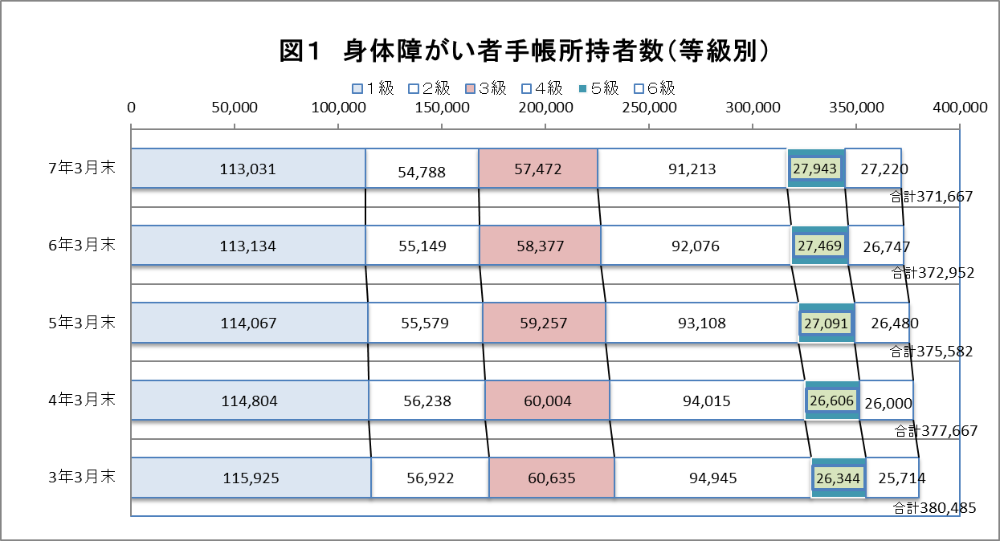 図１　身体障がい者手帳所持者数（等級別）
１級 ２級 ３級 ４級 ５級 ６級
0 50,000 100,000 150,000 200,000 250,000 300,000 350,000 400,000
7年3月末 113,031 54,788 57,472 91,213 27,943 27,220
合計371,667
6年3月末 113,134 55,149 58,377 92,076 27,469 26,747
合計372,952
5年3月末 114,067 55,579 59,257 93,108 27,091 26,480
合計375,582
4年3月末 114,804 56,238 60,004 94,015 26,606 26,000
合計377,667
3年3月末 115,925 56,922 60,635 94,945 26,344 25,714
合計380,485